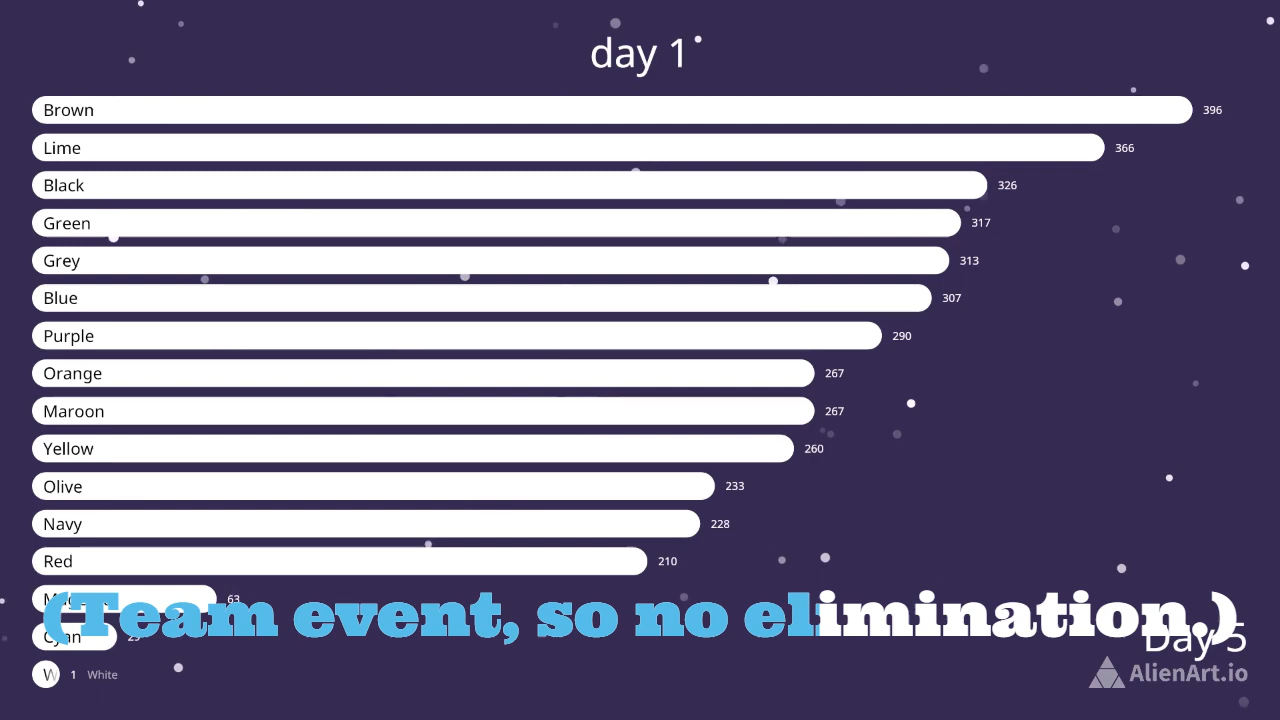 day 1
Brown 396
Lime 366
Black 326
Green 317
Grey 313
Blue 307
Purple 290
Orange 267
Maroon 267
Yellow 260
Olive 233
Navy 228
Red 210
63
(Team event, so no elimination.)
Cyan
Day 5
W 1 White
AlienArt.io